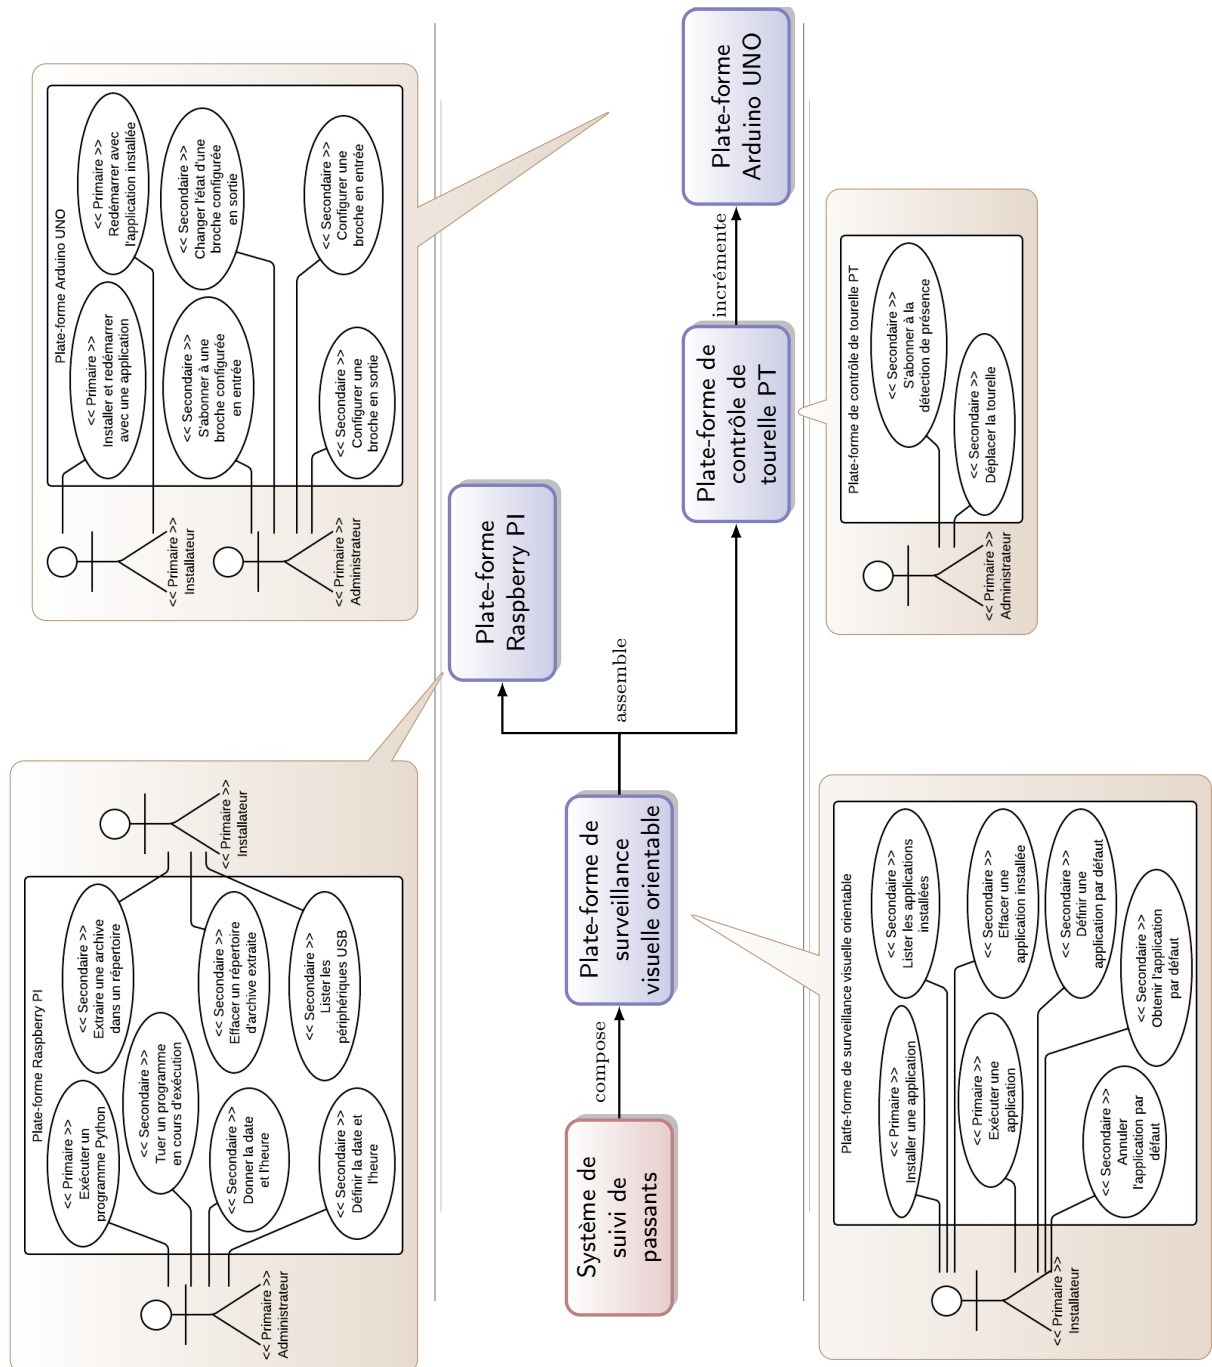 Plate-forme Raspberry PI
<< Primaire >>
Exécuter un
programme Python
<< Secondaire >>
Extraire une archive
dans un répertoire
<< Secondaire >>
Tuer un programme
en cours d'exécution
<< Secondaire >>
Effacer un répertoire
d'archive extraite
<< Secondaire >>
Donner la date
et l'heure
<< Secondaire >>
Lister les
périphériques USB
<< Secondaire >>
Définir la date et
l'heure
<< Primaire >>
Administrateur
<< Primaire >>
Installateur
Plate-forme Arduino UNO
<< Primaire >>
Installer et redémarrer
avec une application
<< Primaire >>
Redémarrer avec
l'application installée
<< Secondaire >>
S'abonner à une
broche configurée
en entrée
<< Secondaire >>
Changer l'état d'une
broche configurée
en sortie
<< Secondaire >>
Configurer une
broche en sortie
<< Secondaire >>
Configurer une
broche en entrée
<< Primaire >>
Installateur
<< Primaire >>
Administrateur
Système de
suivi de
passants
compose
Plate-forme de
surveillance
visuelle orientable
assemble
Plate-forme
Raspberry PI
Plate-forme de
contrôle de
tourelle PT
incrémente
Plate-forme
Arduino UNO
Platfe-forme de surveillance visuelle orientable
<< Primaire >>
Installer une application
<< Secondaire >>
Lister les applications
installées
<< Primaire >>
Exécuter une
application
<< Secondaire >>
Effacer une
application installée
<< Secondaire >>
Définir une
application par défaut
<< Secondaire >>
Annuler
l'application par
défaut
<< Secondaire >>
Obtenir l'application
par défaut
<< Primaire >>
Installateur
Plate-forme de contrôle de tourelle PT
<< Secondaire >>
S'abonner à la
détection de présence
<< Secondaire >>
Déplacer la tourelle
<< Primaire >>
Administrateur